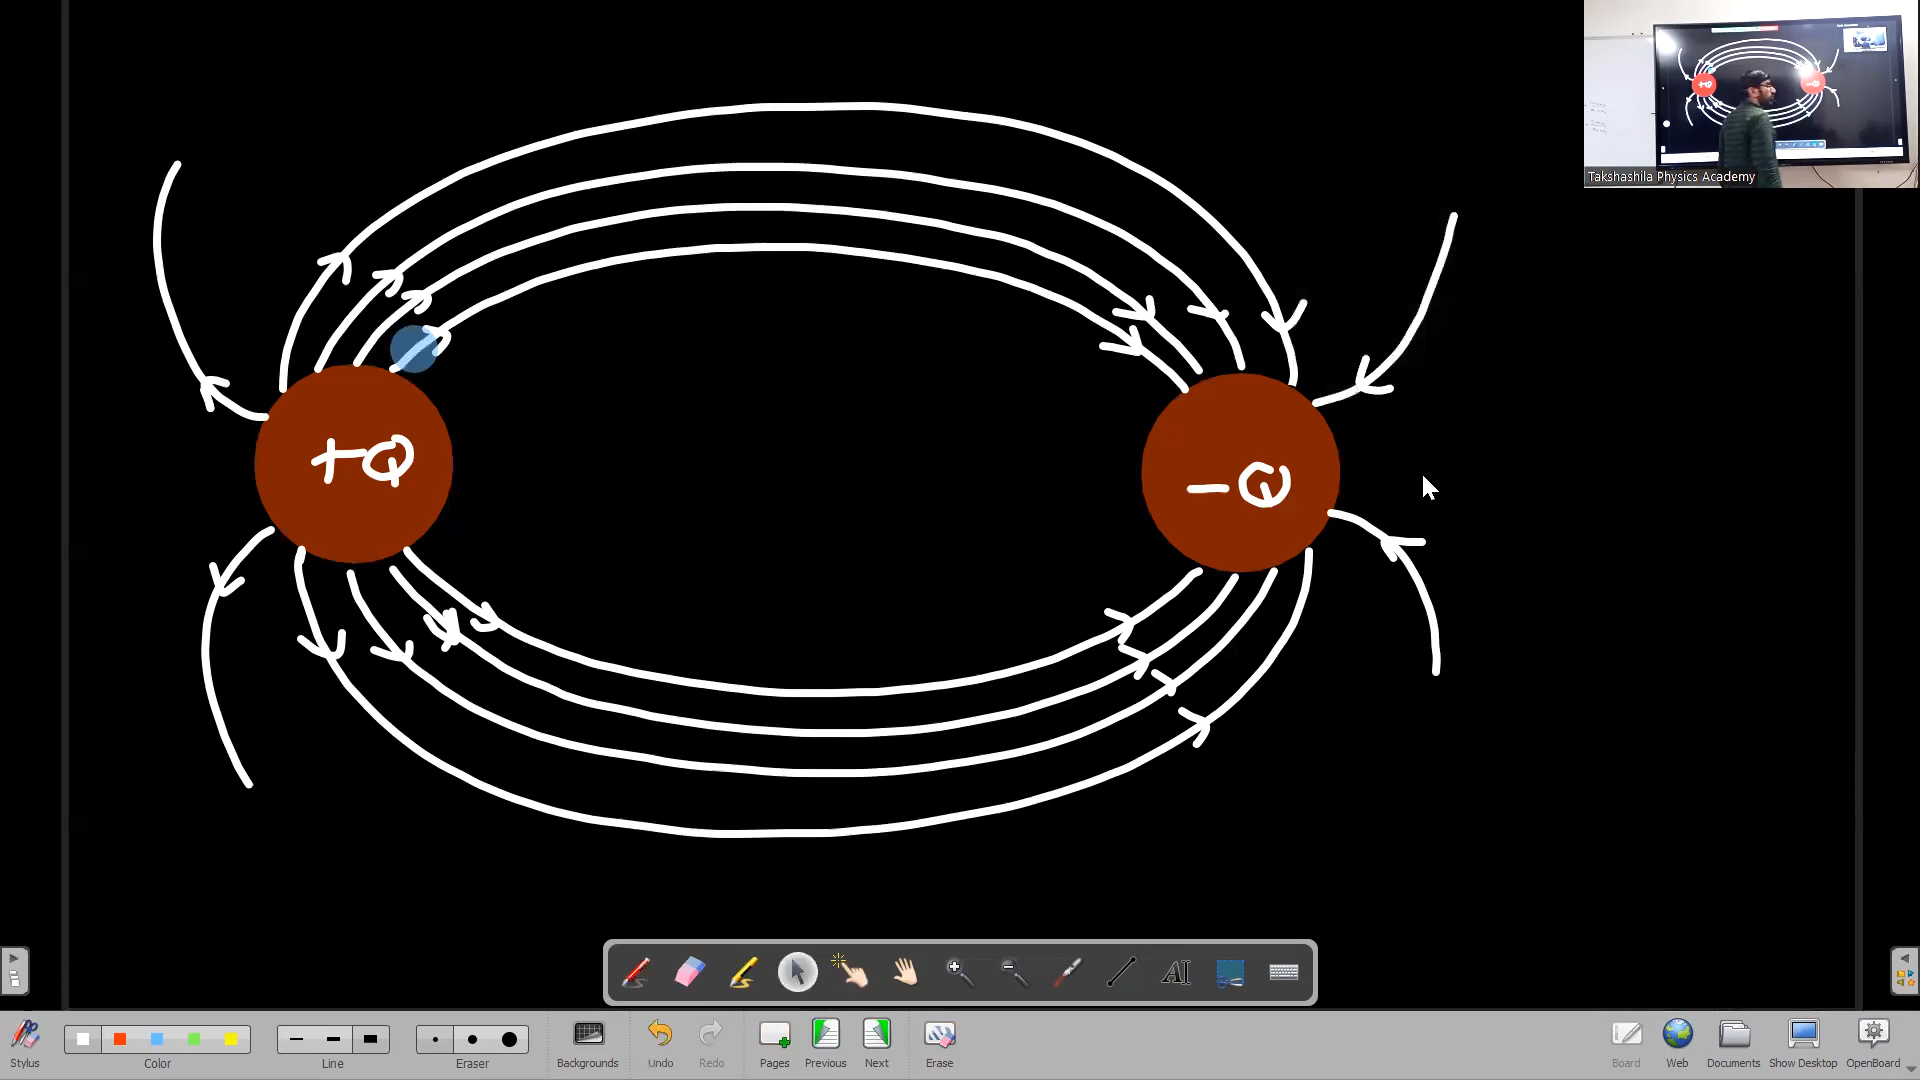 Takshashila Physics Academy
+Q
-Q
Stylus
Color
Line
Eraser
Backgrounds
Undo
Redo
Pages
Previous
Next
Erase
Board
Web
Documents
Show Desktop
OpenBoard
AI